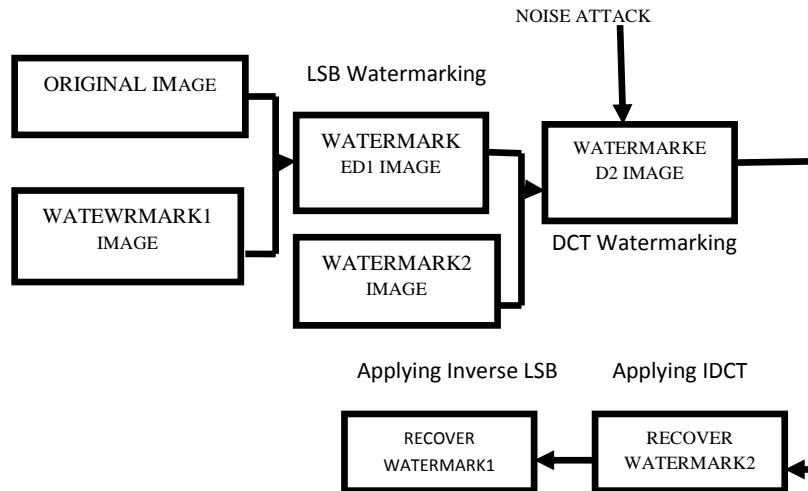 NOISE ATTACK
ORIGINAL IMAGE
LSB Watermarking
WATERMARK
ED1 IMAGE
WATERMARKE
D2 IMAGE
WATEWRMARK1
IMAGE
DCT Watermarking
WATERMARK2
IMAGE
Applying Inverse LSB
Applying IDCT
RECOVER
WATERMARK1
RECOVER
WATERMARK2